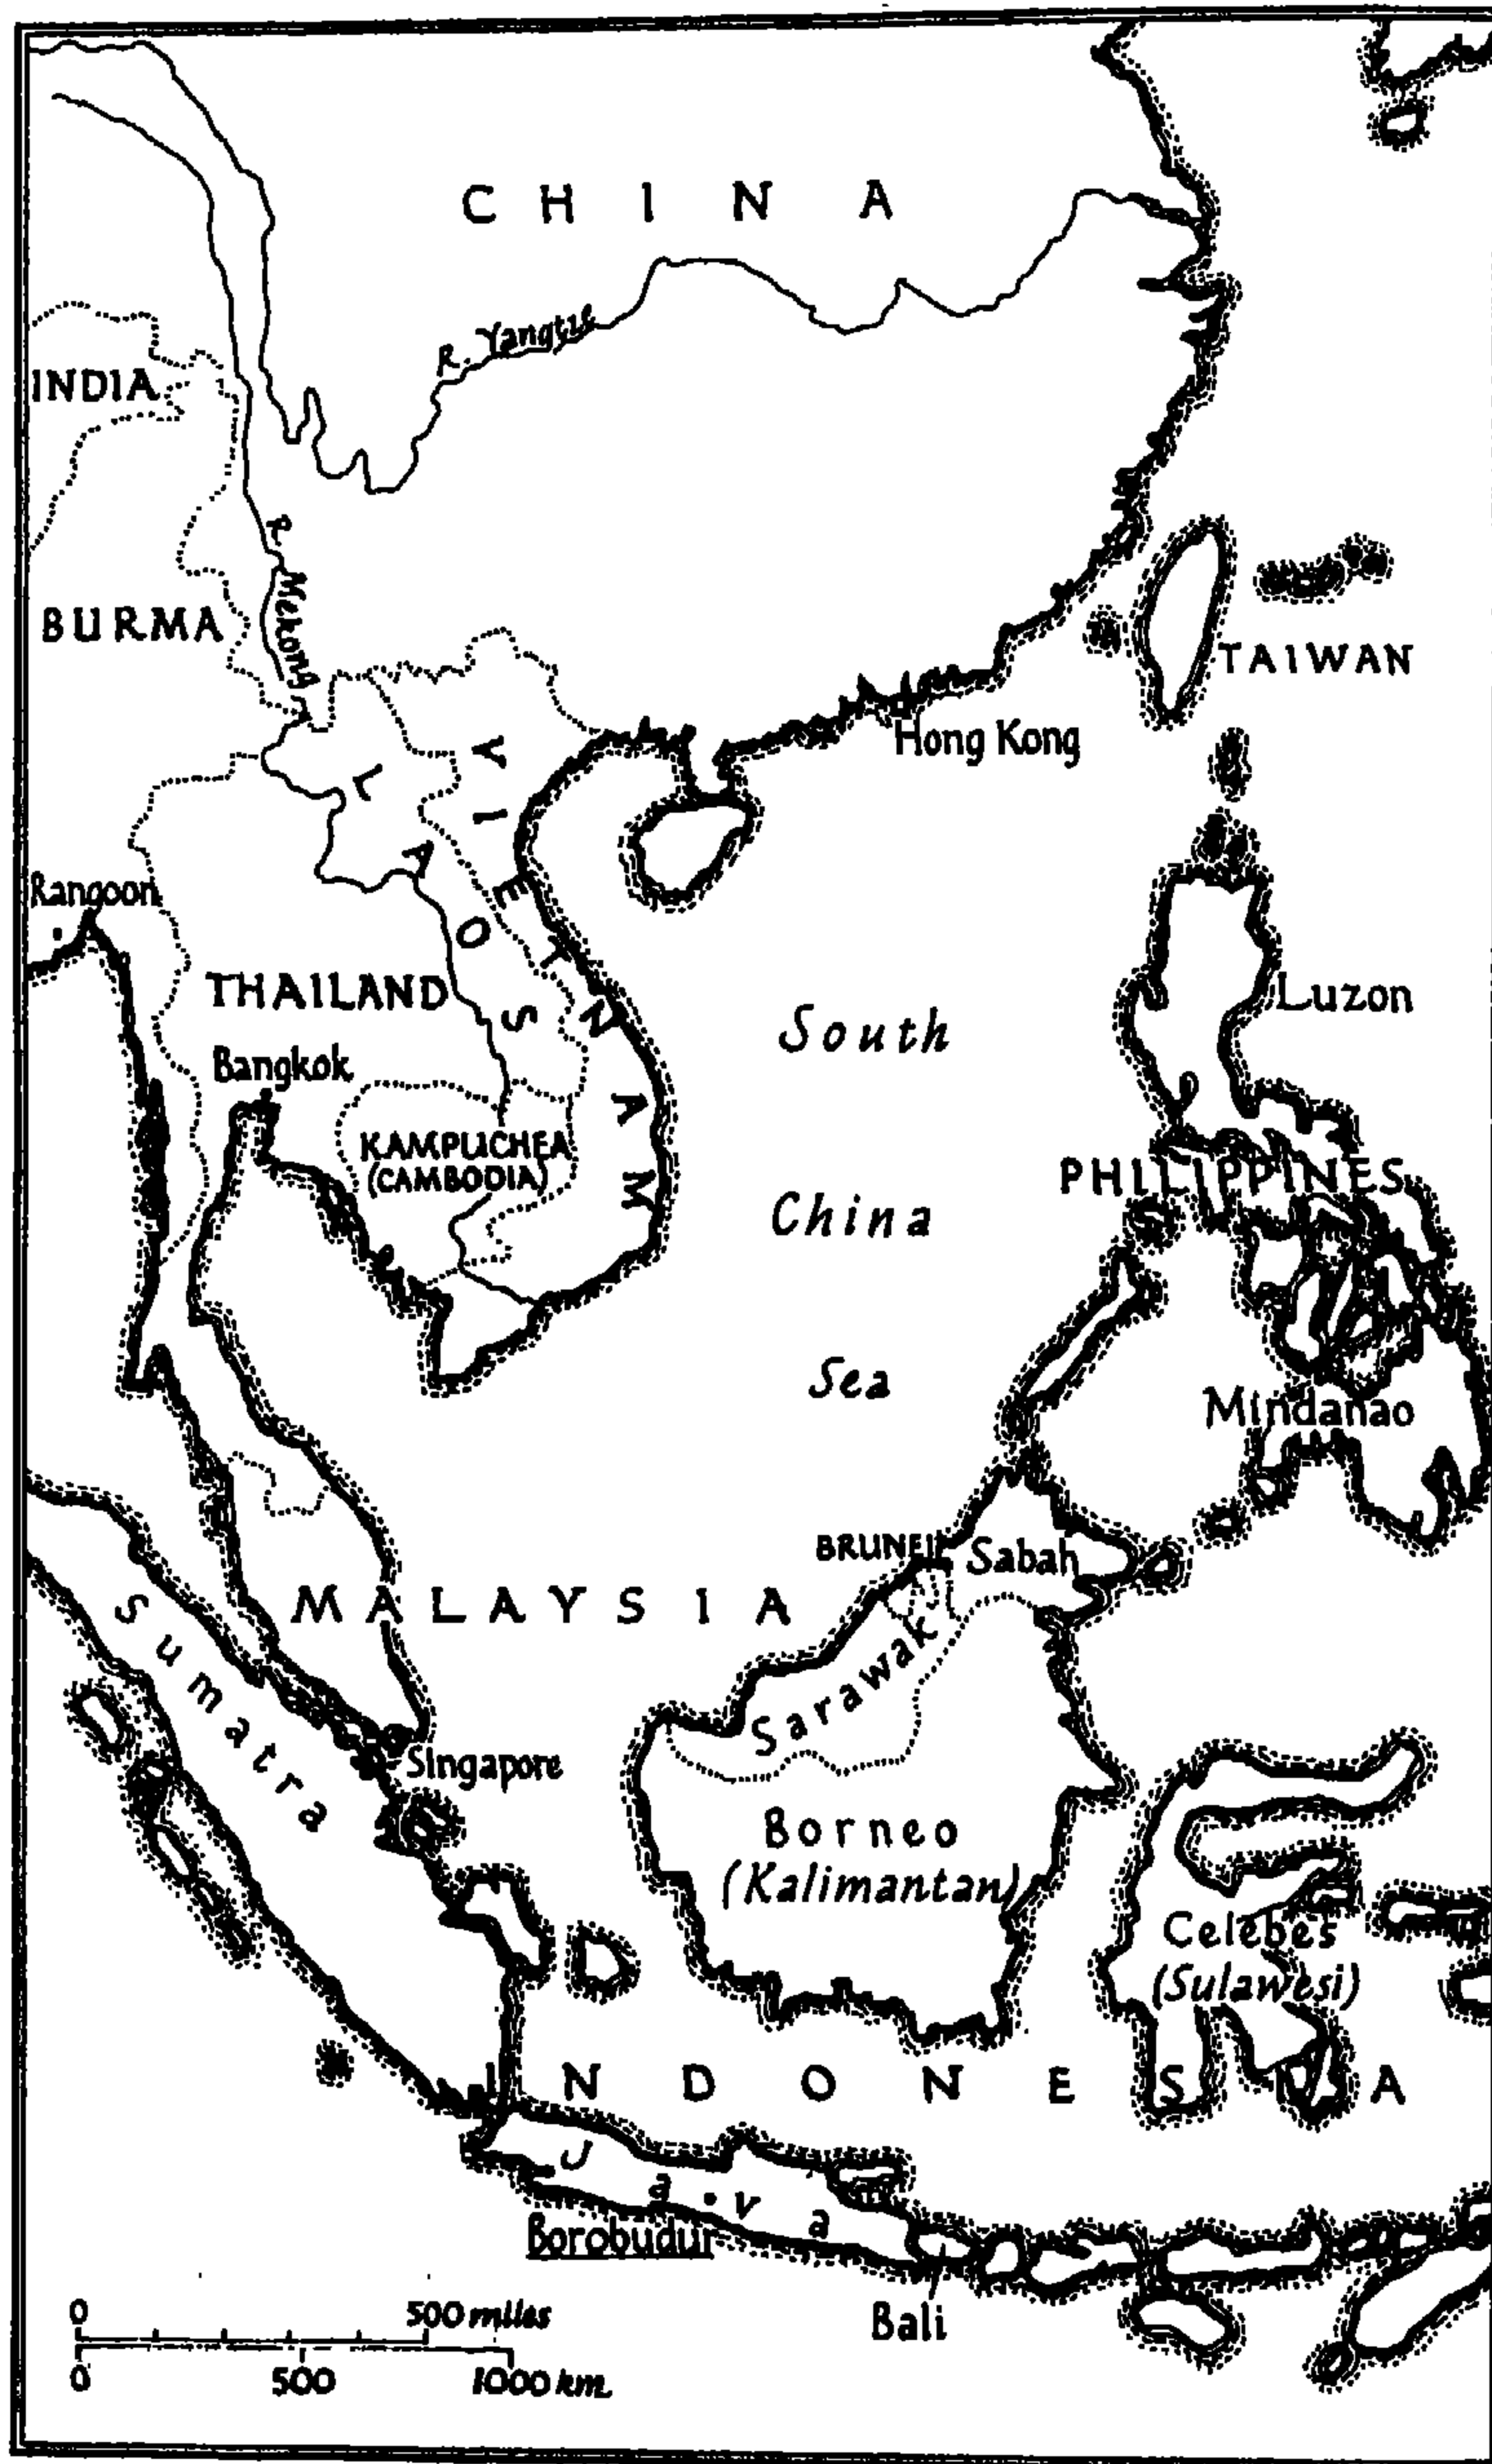 CHINA
R. Yangtze
INDIA
R. Mekong
BURMA
TAIWAN
Hong Kong
VIETNAM
LAOS
Rangoon
THAILAND
Luzon
South
China
Sea
Bangkok
KAMPUCHEA
(CAMBODIA)
PHILIPPINES
Mindanao
BRUNEI
Sabah
MALAYSIA
Sumatra
Sarawak
Singapore
Borneo
(Kalimantan)
Celebes
(Sulawesi)
INDONESIA
Java
Borobudur
Bali
0 500 miles
0 500 1000 km